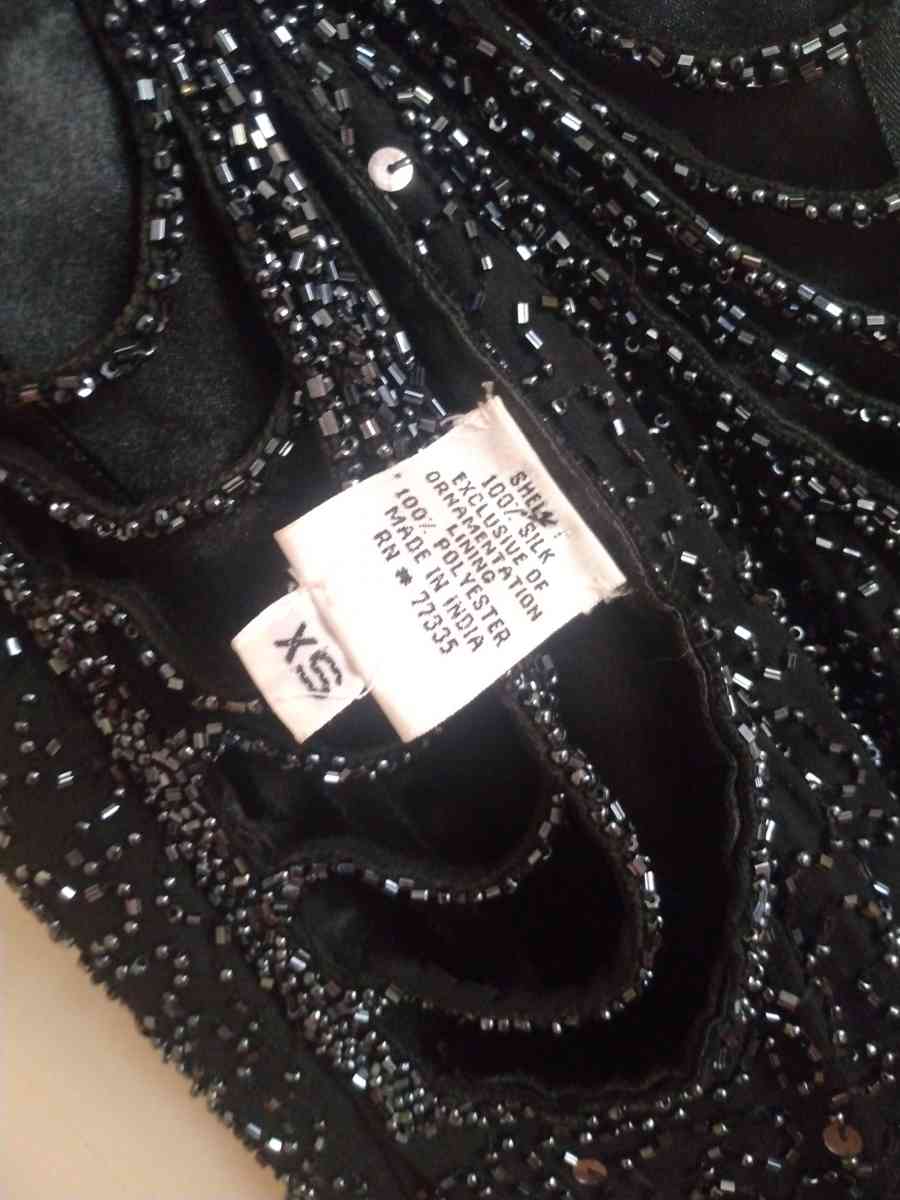 SHELL
100% SILK
EXCLUSIVE OF
ORNAMENTATION
LINING
100% POLYESTER
MADE IN INDIA
RN # 77335
XS